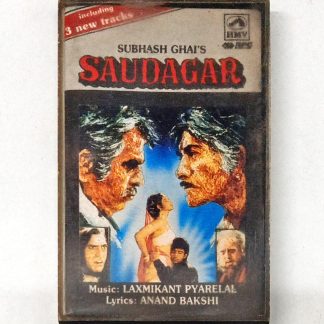 including
3 new tracks
HMV
SUBHASH GHAI'S
SAUDAGAR
Music: LAXMIKANT PYARELAL
Lyrics: ANAND BAKSHI